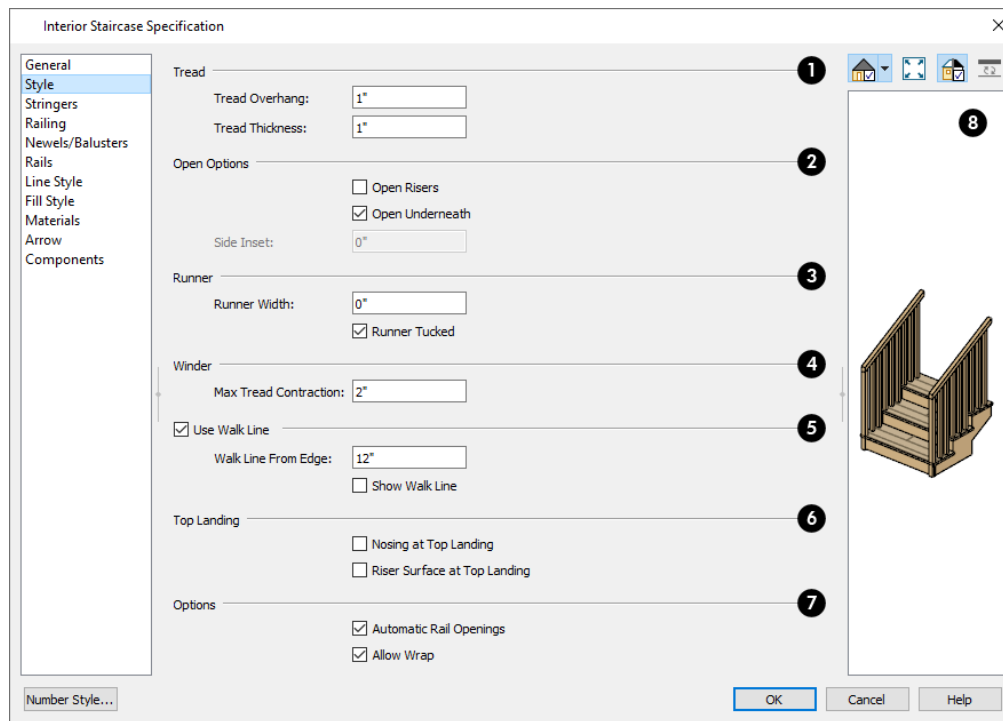 Interior Staircase Specification
General
Style
Stringers
Railing
Newels/Balusters
Rails
Line Style
Fill Style
Materials
Arrow
Components
Tread 1
Tread Overhang: 1"
Tread Thickness: 1"
Open Options 2
Open Risers
Open Underneath
Side Inset: 0"
Runner 3
Runner Width: 0"
Runner Tucked
Winder 4
Max Tread Contraction: 2"
Use Walk Line 5
Walk Line From Edge: 12"
Show Walk Line
Top Landing 6
Nosing at Top Landing
Riser Surface at Top Landing
Options 7
Automatic Rail Openings
Allow Wrap
8
Number Style... OK Cancel Help